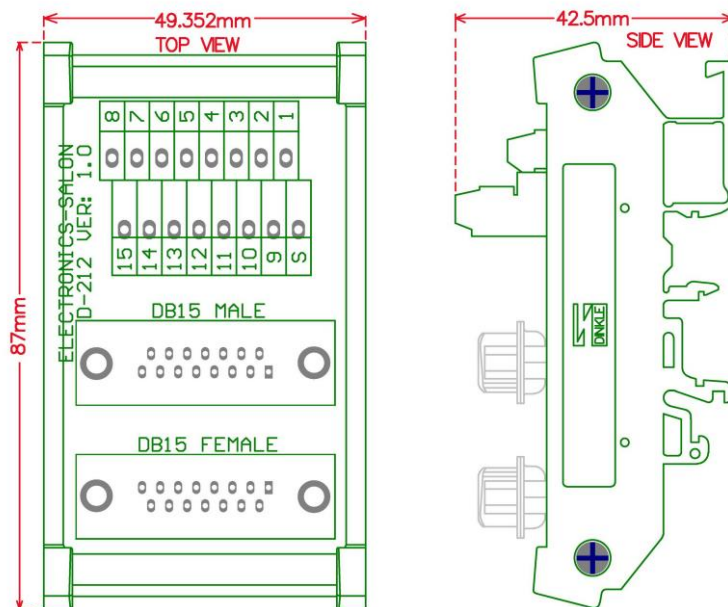 49.352mm
TOP VIEW
42.5mm
SIDE VIEW
87mm
8 7 6 5 4 3 2 1
ELECTRONICS-SALON
D-212 VER: 1.0
15 14 13 12 11 10 9 S
DB15 MALE
DB15 FEMALE
DINKLE